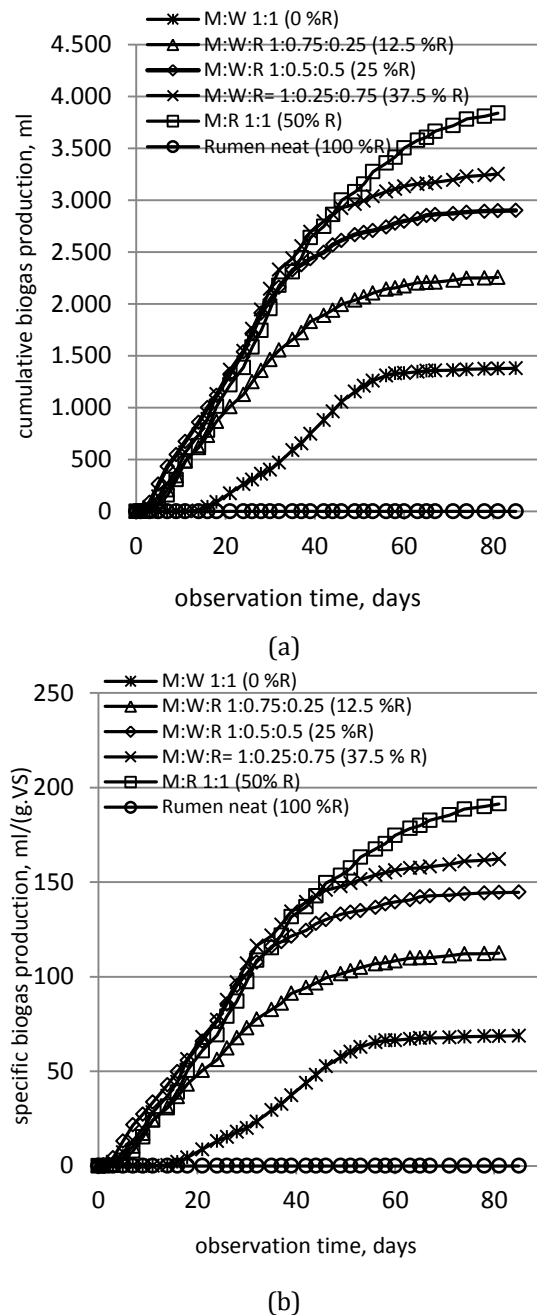 M:W 1:1 (0 %R)
M:W:R 1:0.75:0.25 (12.5 %R)
M:W:R 1:0.5:0.5 (25 %R)
M:W:R= 1:0.25:0.75 (37.5 % R)
M:R 1:1 (50% R)
Rumen neat (100 %R)
4.500
4.000
3.500
3.000
2.500
2.000
1.500
1.000
500
0
cumulative biogas production, ml
0 20 40 60 80
observation time, days
(a)
M:W 1:1 (0 %R)
M:W:R 1:0.75:0.25 (12.5 %R)
M:W:R 1:0.5:0.5 (25 %R)
M:W:R= 1:0.25:0.75 (37.5 % R)
M:R 1:1 (50% R)
Rumen neat (100 %R)
250
200
150
100
50
0
specific biogas production, ml/(g.VS)
0 20 40 60 80
observation time, days
(b)